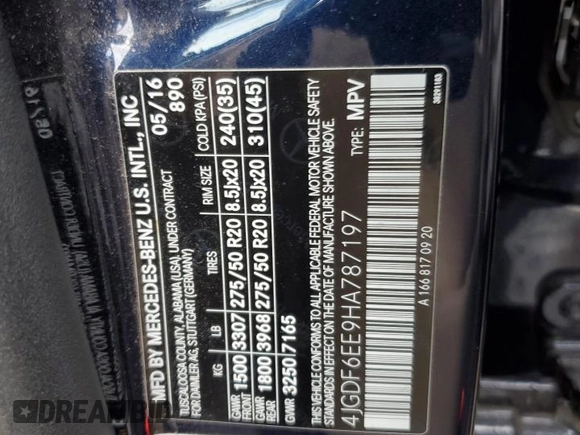 MFD BY MERCEDES-BENZ U.S. INTL., INC
TUSCALOOSA COUNTY, ALABAMA (USA), UNDER CONTRACT
FOR DAIMLER AG, STUTTGART (GERMANY)
05/16
890
KG LB TIRES RIM SIZE COLD KPA (PSI)
GAWR FRONT 1500 3307 275/50 R20 8.5Jx20 240(35)
GAWR REAR 1800 3968 275/50 R20 8.5Jx20 310(45)
GWR 3250 7165
THIS VEHICLE CONFORMS TO ALL APPLICABLE FEDERAL MOTOR VEHICLE SAFETY
STANDARDS IN EFFECT ON THE DATE OF MANUFACTURE SHOWN ABOVE.
4JGDF6EE9HA787197 TYPE: MPV
A 166 817 09 20
38291183
AUTOBIDMASTER